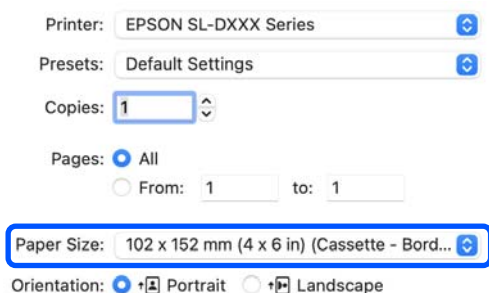 Printer: EPSON SL-DXXX Series
Presets: Default Settings
Copies: 1
Pages: All
From: 1 to: 1
Paper Size: 102 x 152 mm (4 x 6 in) (Cassette - Bord...
Orientation: Portrait Landscape